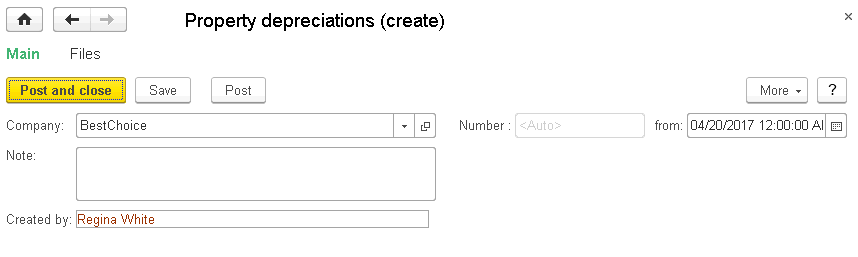 Property depreciations (create)
Main Files
Post and close Save Post More ?
Company: BestChoice Number : <Auto> from: 04/20/2017 12:00:00 AI
Note:
Created by: Regina White